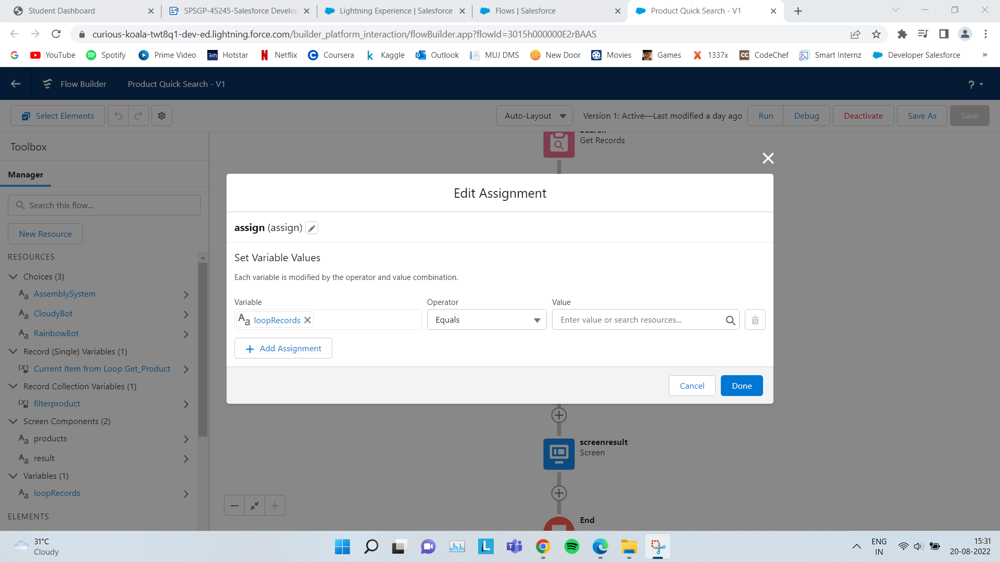 Student Dashboard
SPSGP-45245-Salesforce Develop
Lightning Experience | Salesforce
Flows | Salesforce
Product Quick Search - V1
curious-koala-twt8q1-dev-ed.lightning.force.com/builder_platform_interaction/flowBuilder.app?flowId=3015h000000E2rBAAS
YouTube
Spotify
Prime Video
Hotstar
Netflix
Coursera
Kaggle
Outlook
MUJ DMS
New Door
Movies
Games
1337x
CodeChef
Smart Internz
Developer Salesforce
»
Flow Builder
Product Quick Search - V1
?
Select Elements
Auto-Layout
Version 1: Active—Last modified a day ago
Run
Debug
Deactivate
Save As
Save
Toolbox
Manager
Search this flow...
New Resource
RESOURCES
Choices (3)
AssemblySystem
CloudyBot
RainbowBot
Record (Single) Variables (1)
Current Item from Loop Get_Product
Record Collection Variables (1)
filterproduct
Screen Components (2)
products
result
Variables (1)
loopRecords
ELEMENTS
Get Records
Edit Assignment
assign (assign)
Set Variable Values
Each variable is modified by the operator and value combination.
Variable
Operator
Value
loopRecords
Equals
Enter value or search resources...
Add Assignment
Cancel
Done
screenresult
Screen
End
31°C
Cloudy
ENG
IN
15:31
20-08-2022